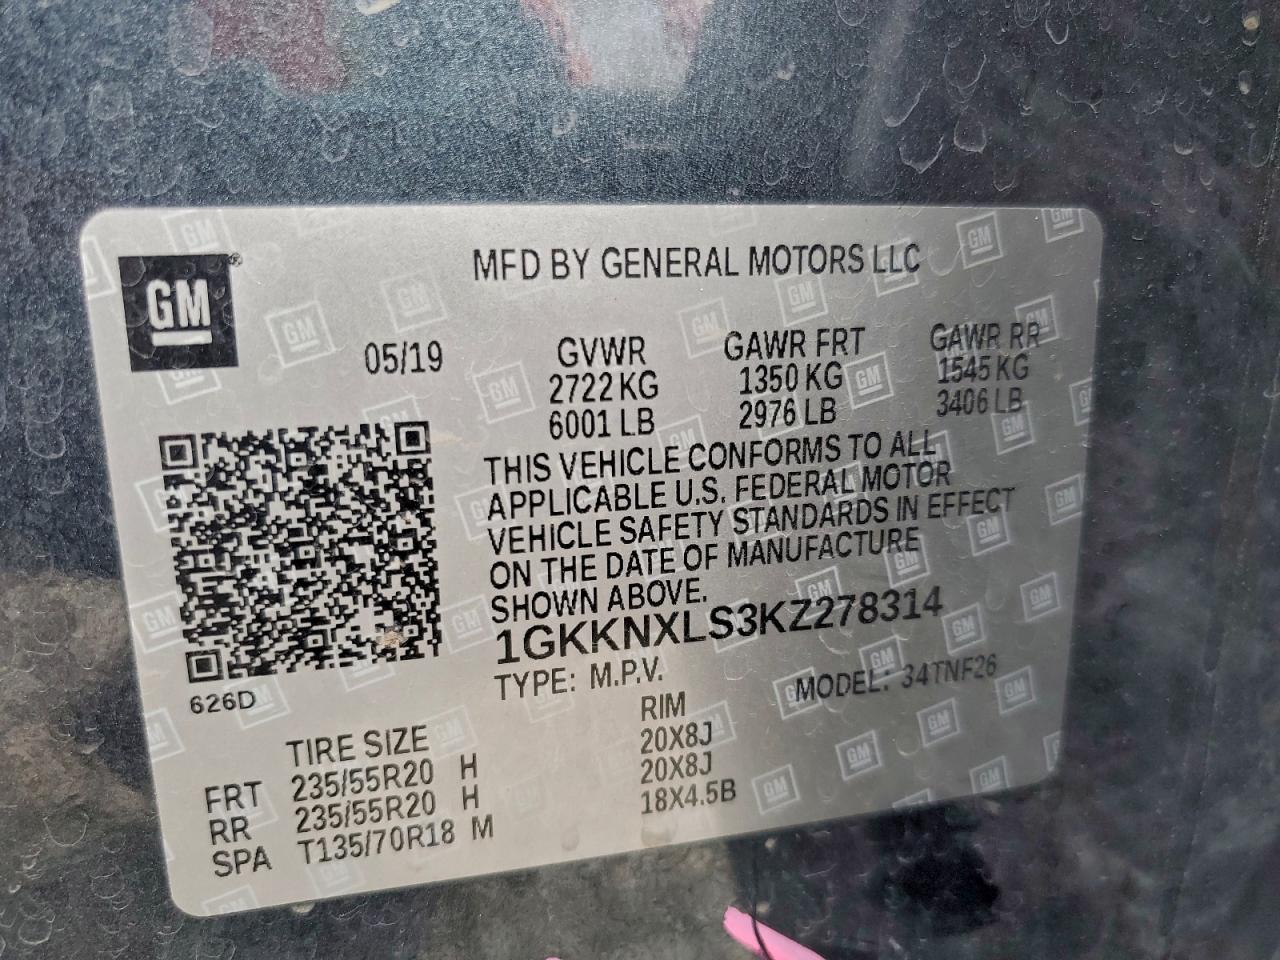 GM®
MFD BY GENERAL MOTORS LLC
05/19
GVWR GAWR FRT GAWR RR
2722 KG 1350 KG 1545 KG
6001 LB 2976 LB 3406 LB
THIS VEHICLE CONFORMS TO ALL
APPLICABLE U.S. FEDERAL MOTOR
VEHICLE SAFETY STANDARDS IN EFFECT
ON THE DATE OF MANUFACTURE
SHOWN ABOVE.
1GKKNXLS3KZ278314
TYPE: M.P.V. MODEL: 34TNF26
626D
TIRE SIZE RIM
FRT 235/55R20 H 20X8J
RR 235/55R20 H 20X8J
SPA T135/70R18 M 18X4.5B